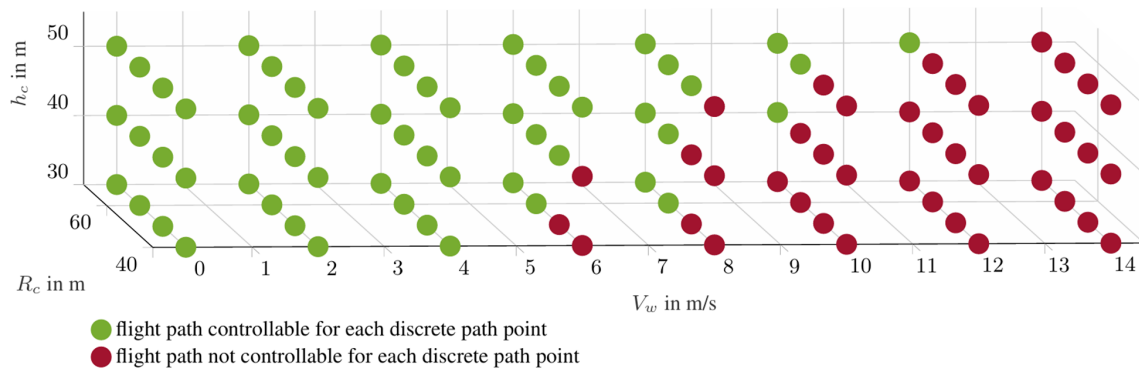 50
h_c in m
40
30
60
40
R_c in m
0 1 2 3 4 5 6 7 8 9 10 11 12 13 14
V_w in m/s
flight path controllable for each discrete path point
flight path not controllable for each discrete path point